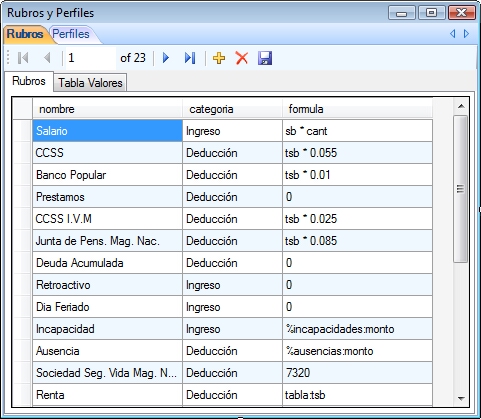 Rubros y Perfiles
Rubros Perfiles
1 of 23
Rubros Tabla Valores
nombre categoria formula
Salario Ingreso sb * cant
CCSS Deducción tsb * 0.055
Banco Popular Deducción tsb * 0.01
Prestamos Deducción 0
CCSS I.V.M Deducción tsb * 0.025
Junta de Pens. Mag. Nac. Deducción tsb * 0.085
Deuda Acumulada Deducción 0
Retroactivo Ingreso 0
Dia Feriado Ingreso 0
Incapacidad Ingreso %incapacidades:monto
Ausencia Deducción %ausencias:monto
Sociedad Seg. Vida Mag. N... Deducción 7320
Renta Deducción tabla:tsb